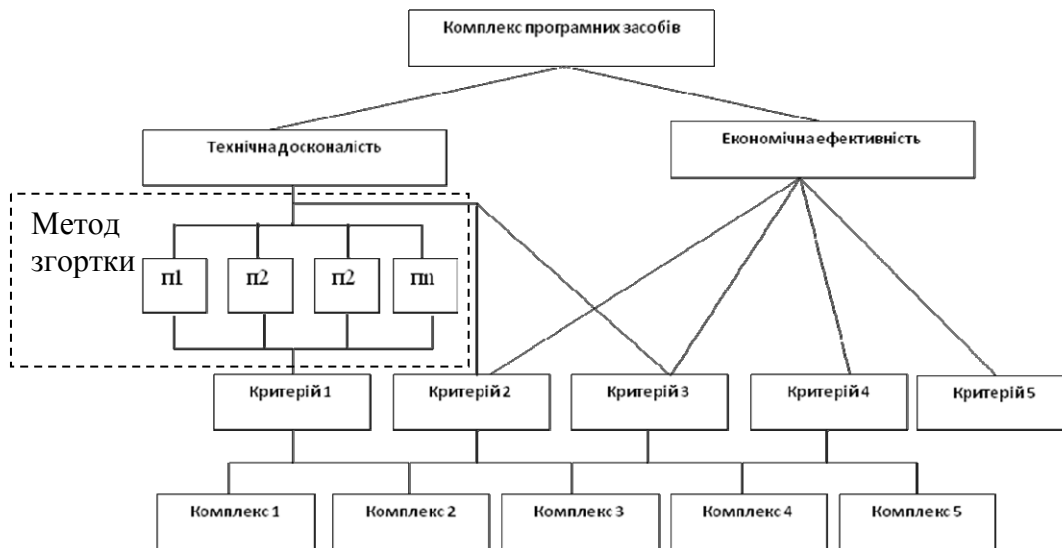 Комплекс програмних засобів
Технічна досконалість
Економічна ефективність
Метод
згортки
п1
п2
п2
пn
Критерій 1
Критерій 2
Критерій 3
Критерій 4
Критерій 5
Комплекс 1
Комплекс 2
Комплекс 3
Комплекс 4
Комплекс 5